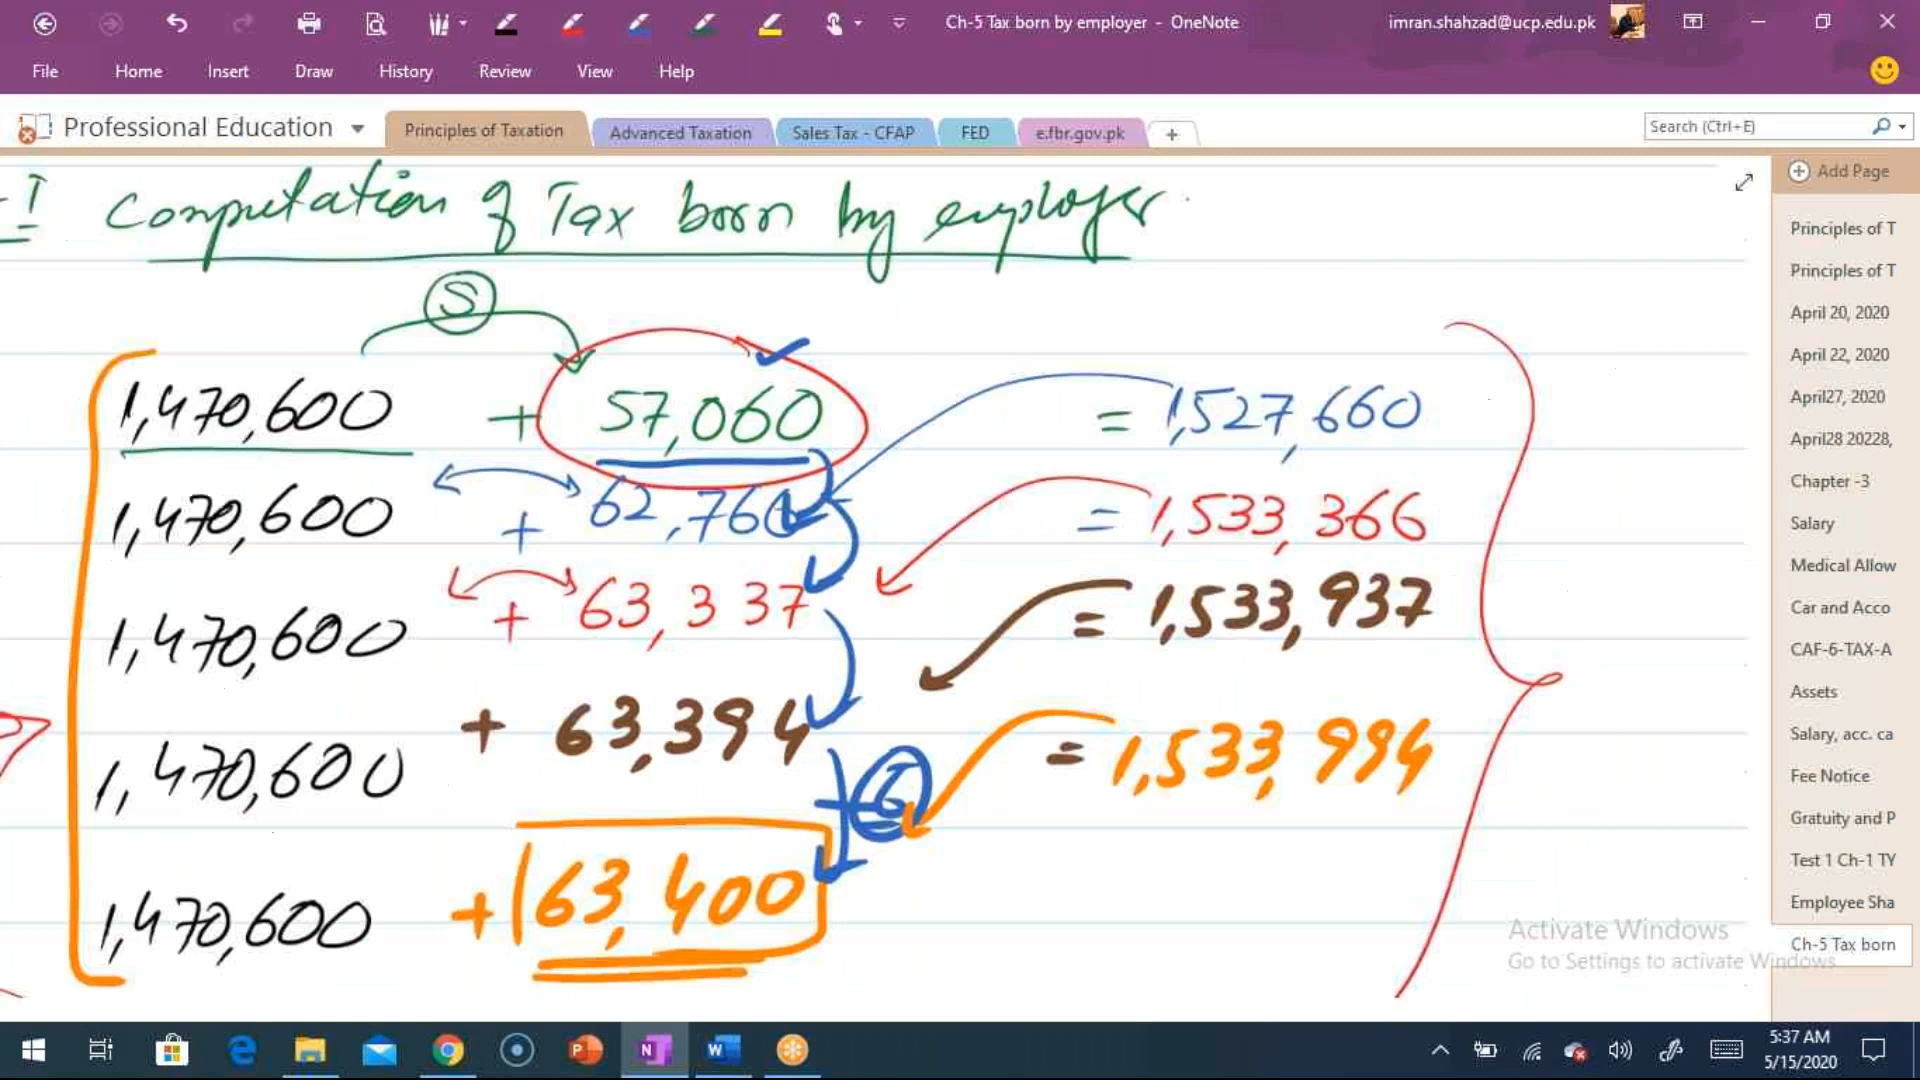 Ch-5 Tax born by employer - OneNote
imran.shahzad@ucp.edu.pk
File Home Insert Draw History Review View Help
Professional Education
Principles of Taxation
Advanced Taxation
Sales Tax - CFAP
FED
e.fbr.gov.pk
+
Search (Ctrl+E)
-I Computation of Tax born by employer
S
1,470,600 + 57,060 = 1,527,660
1,470,600 + 62,766 = 1,533,366
1,470,600 + 63,337 = 1,533,937
1,470,600 + 63,394 = 1,533,994
1,470,600 + 63,400
Add Page
Principles of T
Principles of T
April 20, 2020
April 22, 2020
April27, 2020
April28 20228,
Chapter -3
Salary
Medical Allow
Car and Acco
CAF-6-TAX-A
Assets
Salary, acc. ca
Fee Notice
Gratuity and P
Test 1 Ch-1 TY
Employee Sha
Ch-5 Tax born
Activate Windows
Go to Settings to activate Windows.
5:37 AM
5/15/2020